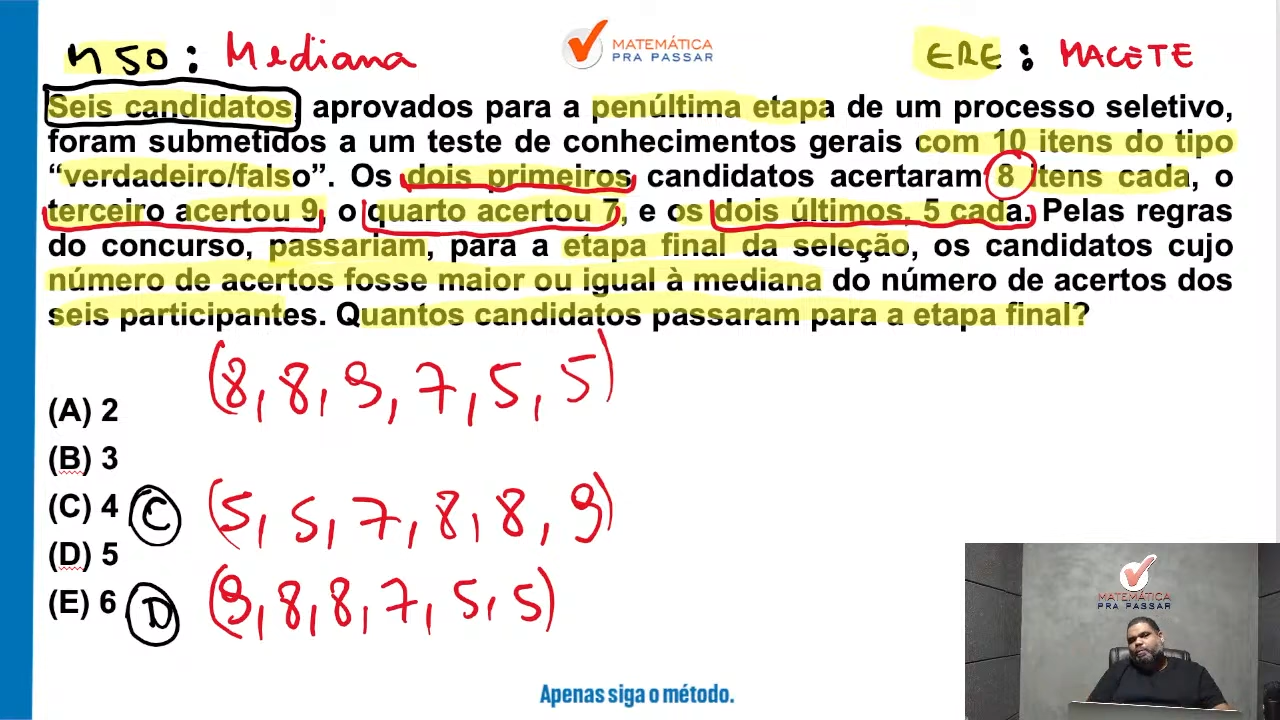 M50 : Mediana
MATEMÁTICA
PRA PASSAR
ERE : MACETE
Seis candidatos, aprovados para a penúltima etapa de um processo seletivo,
foram submetidos a um teste de conhecimentos gerais com 10 itens do tipo
“verdadeiro/falso”. Os dois primeiros candidatos acertaram 8 itens cada, o
terceiro acertou 9, o quarto acertou 7, e os dois últimos, 5 cada. Pelas regras
do concurso, passariam, para a etapa final da seleção, os candidatos cujo
número de acertos fosse maior ou igual à mediana do número de acertos dos
seis participantes. Quantos candidatos passaram para a etapa final?
(8, 8, 9, 7, 5, 5)
(A) 2
(B) 3
(C) 4
(D) 5
(E) 6
C (5, 5, 7, 8, 8, 9)
D (9, 8, 8, 7, 5, 5)
MATEMÁTICA
PRA PASSAR
Apenas siga o método.